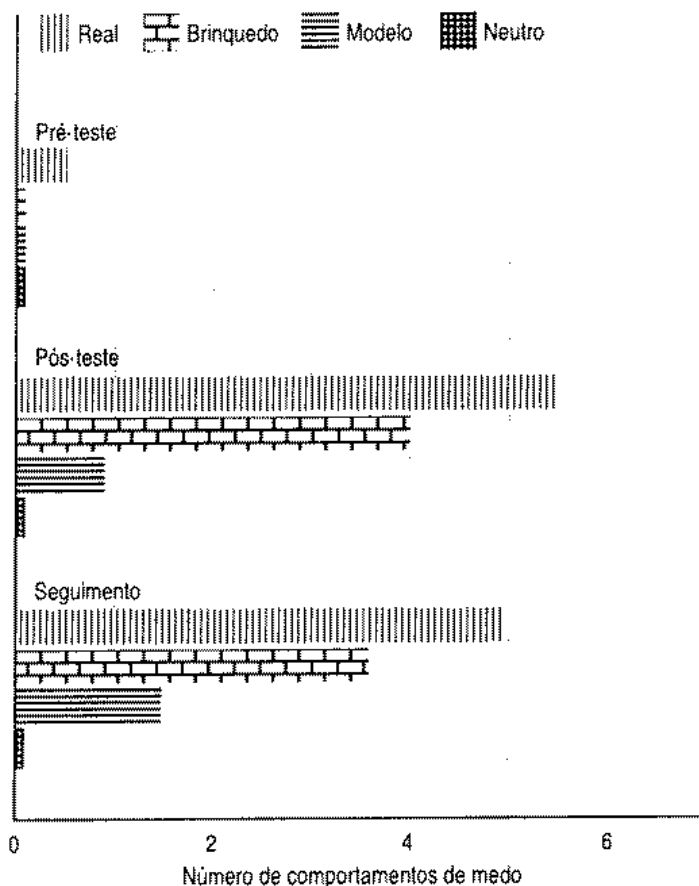 Real Brinquedo Modelo Neutro
Pré-teste
Pós-teste
Seguimento
0 2 4 6
Número de comportamentos de medo